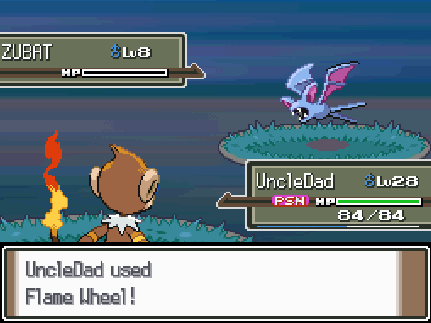 ZUBAT ♂Lv8
HP
UncleDad ♂Lv28
PSN HP
84/84
UncleDad used
Flame Wheel!